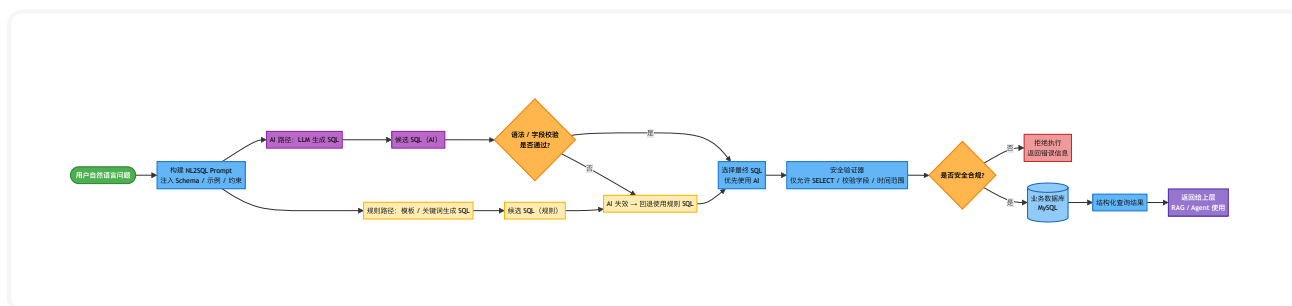 用户自然语言问题
构建 NL2SQL Prompt
注入 Schema / 示例 / 约束
AI 路径：LLM 生成 SQL
候选 SQL（AI）
语法 / 字段校验
是否通过?
是
否
规则路径：模板 / 关键词生成 SQL
候选 SQL（规则）
AI 失效 → 回退使用规则 SQL
选择最终 SQL
优先使用 AI
安全验证器
仅允许 SELECT / 校验字段 / 时间范围
是否安全合规?
否
拒绝执行
返回错误信息
是
业务数据库
MySQL
结构化查询结果
返回给上层
RAG / Agent 使用